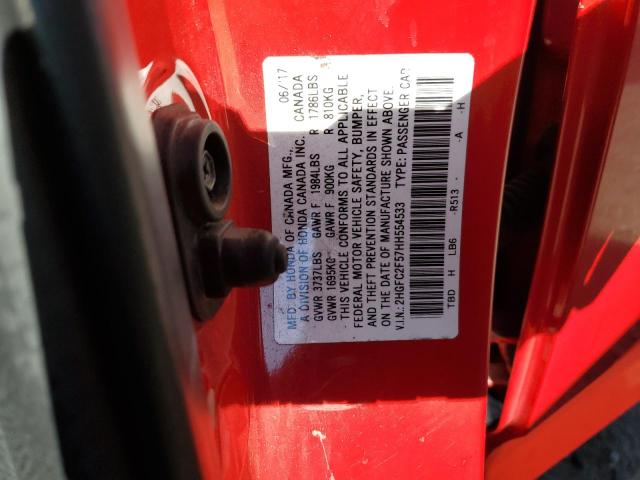 MFD. BY HONDA OF CANADA MFG., 06/17
A DIVISION OF HONDA CANADA INC. CANADA
GVWR 3737LBS GAWR F 1984LBS R 1786LBS
GVWR 1695KG GAWR F 900KG R 810KG
THIS VEHICLE CONFORMS TO ALL APPLICABLE
FEDERAL MOTOR VEHICLE SAFETY, BUMPER,
AND THEFT PREVENTION STANDARDS IN EFFECT
ON THE DATE OF MANUFACTURE SHOWN ABOVE.
V.I.N.: 2HGFC2F57HH554533 TYPE: PASSENGER CAR
TBD H LB6 -R513 -A -H